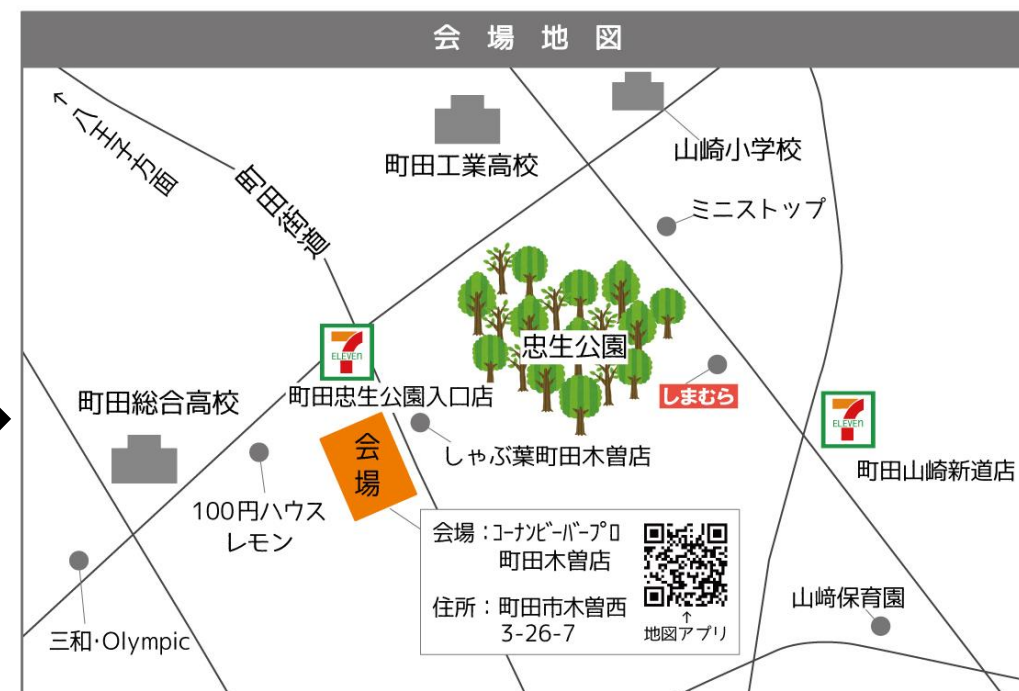 会場地図
↑八王子方面
町田街道
町田工業高校
山崎小学校
ミニストップ
忠生公園
しまむら
ELEVEn
町田忠生公園入口店
町田総合高校
会
場
しゃぶ葉町田木曽店
ELEVEn
町田山崎新道店
100円ハウス
レモン
会場：コーナンビーバープロ
町田木曽店
住所：町田市木曽西
3-26-7
↑
地図アプリ
山﨑保育園
三和·Olympic